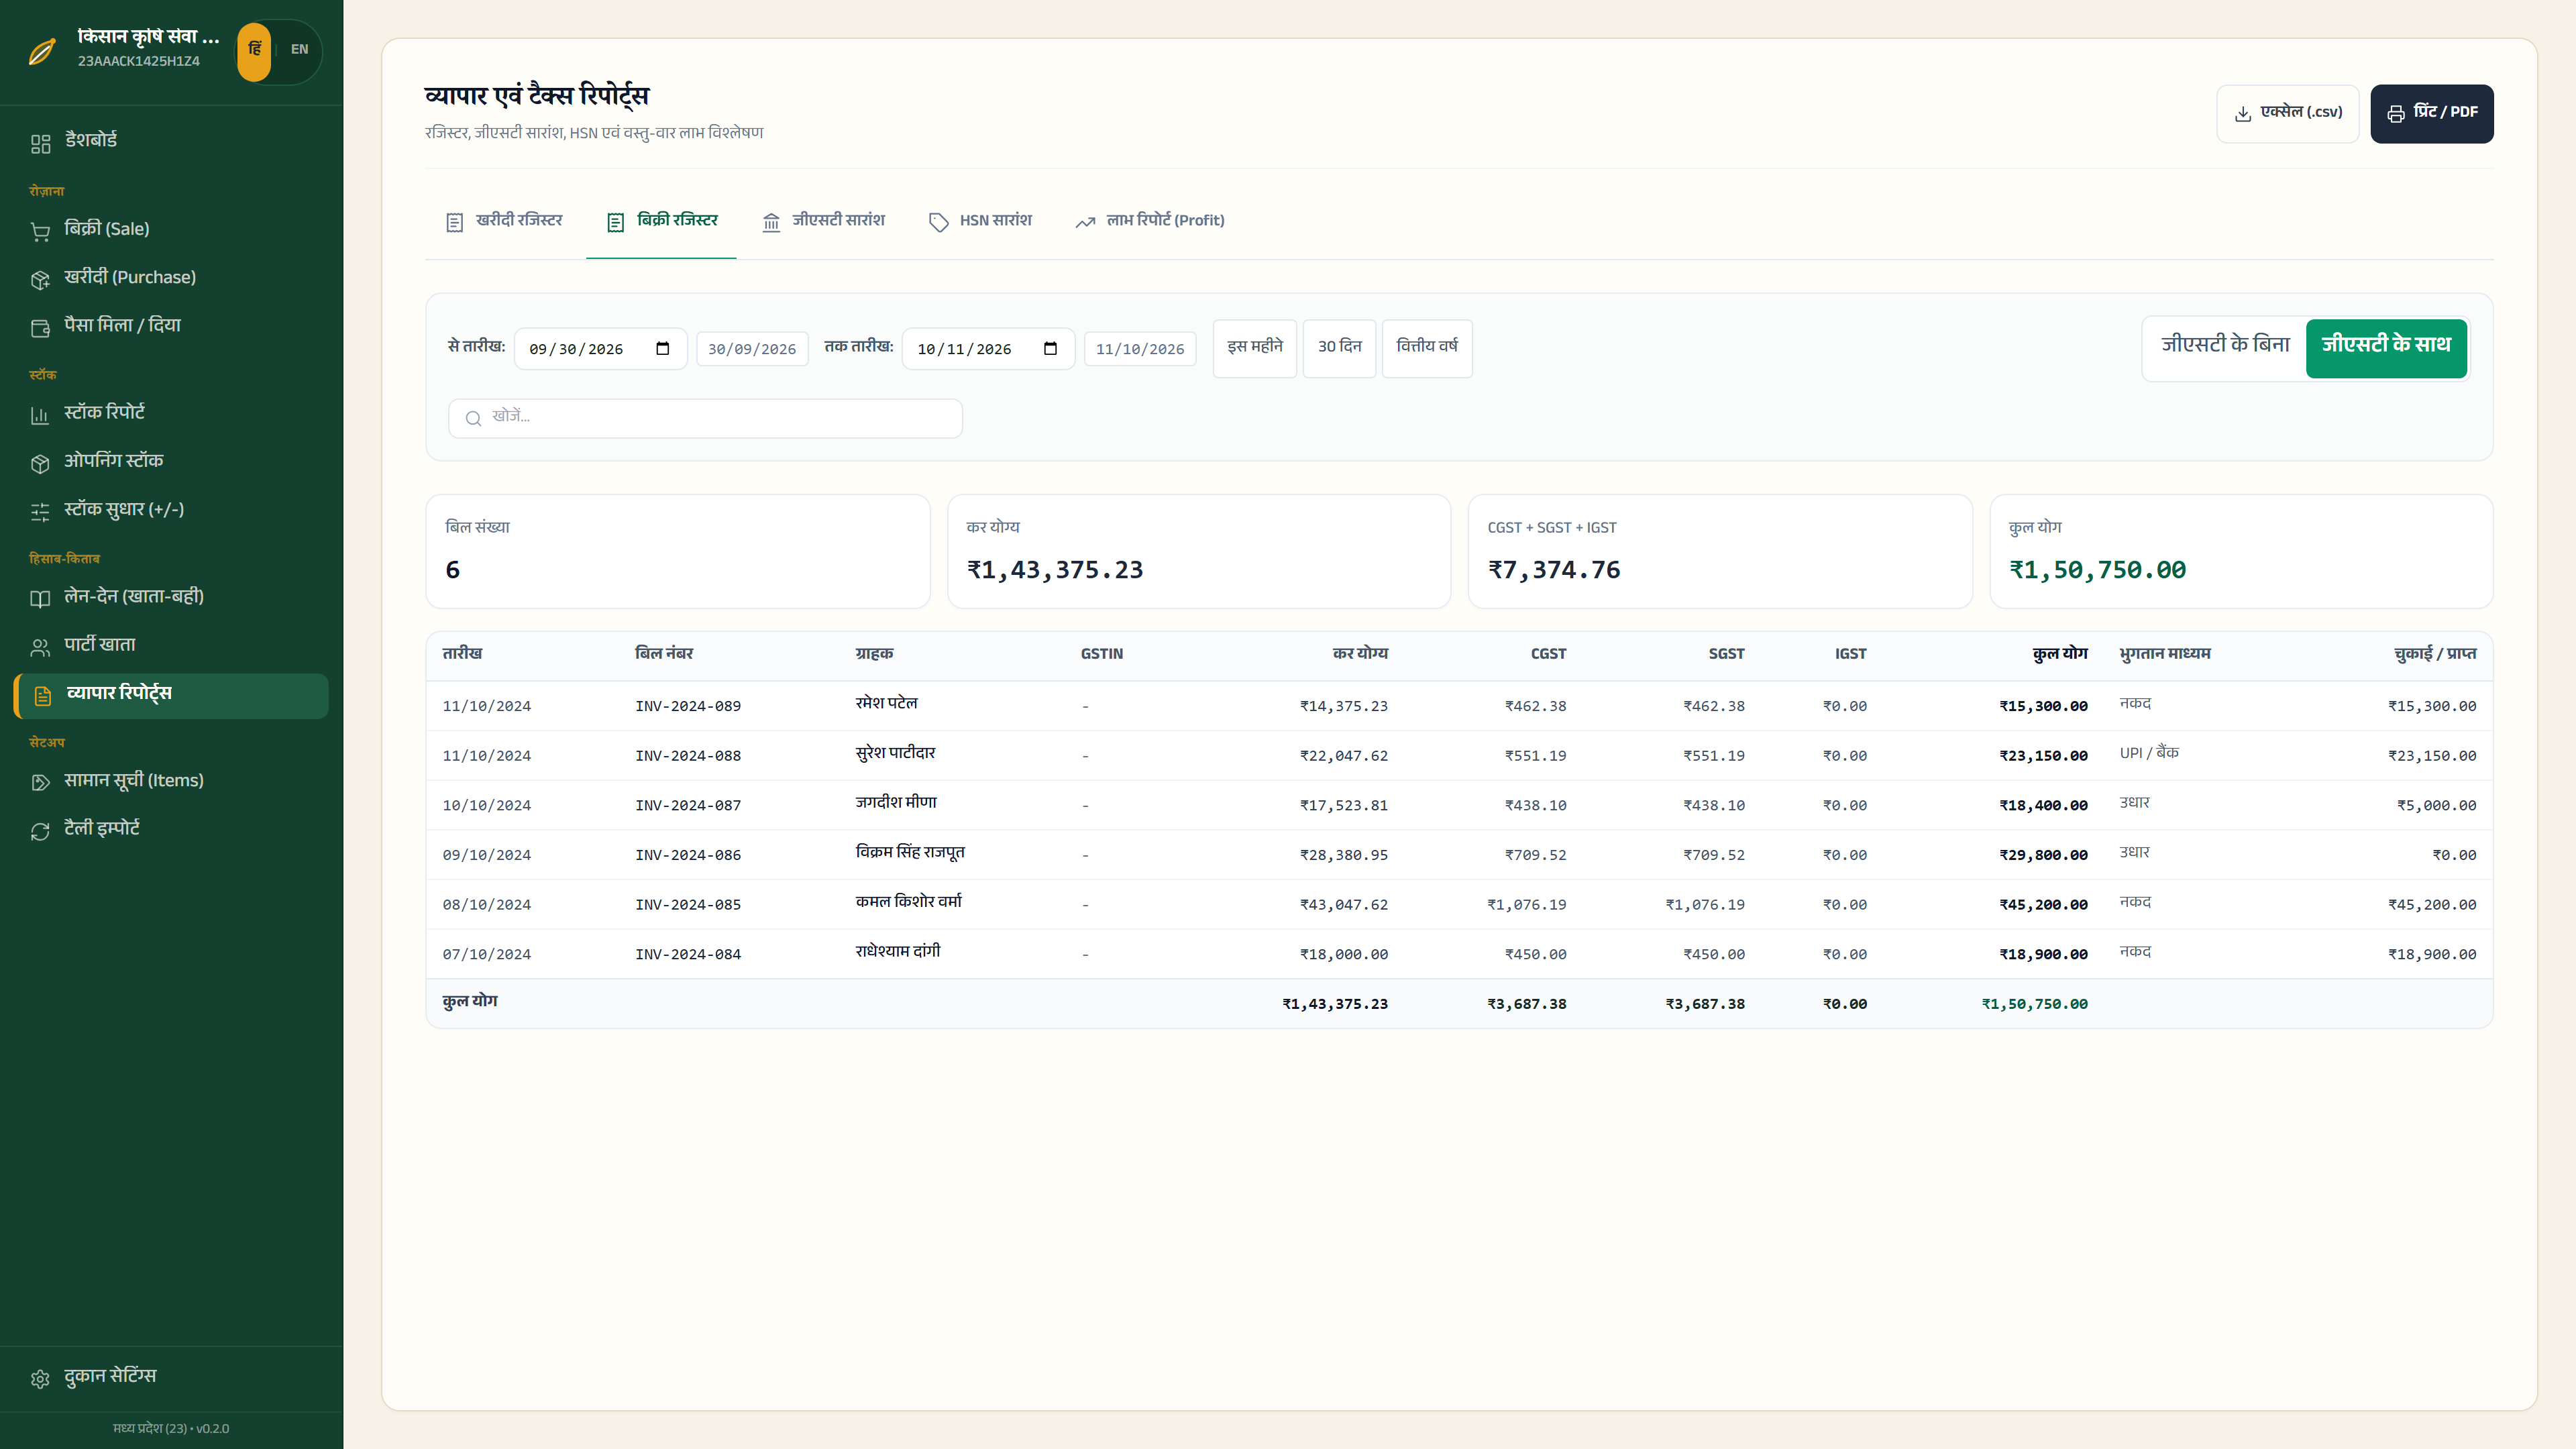 किसान कृषि सेवा ...
23AAACK1425H1Z4
हिं | EN
डैशबोर्ड
रोज़ाना
बिक्री (Sale)
खरीदी (Purchase)
पैसा मिला / दिया
स्टॉक
स्टॉक रिपोर्ट
ओपनिंग स्टॉक
स्टॉक सुधार (+/-)
हिसाब-किताब
लेन-देन (खाता-बही)
पार्टी खाता
व्यापार रिपोर्ट्स
सेटअप
सामान सूची (Items)
टैली इम्पोर्ट
दुकान सेटिंग्स
मध्य प्रदेश (23) • v0.2.0
व्यापार एवं टैक्स रिपोर्ट्स
रजिस्टर, जीएसटी सारांश, HSN एवं वस्तु-वार लाभ विश्लेषण
एक्सेल (.csv) प्रिंट / PDF
खरीदी रजिस्टर बिक्री रजिस्टर जीएसटी सारांश HSN सारांश लाभ रिपोर्ट (Profit)
से तारीख: 09/30/2026 30/09/2026 तक तारीख: 10/11/2026 11/10/2026 इस महीने 30 दिन वित्तीय वर्ष जीएसटी के बिना जीएसटी के साथ
खोजें...
बिल संख्या
6
कर योग्य
₹1,43,375.23
CGST + SGST + IGST
₹7,374.76
कुल योग
₹1,50,750.00
तारीख बिल नंबर ग्राहक GSTIN कर योग्य CGST SGST IGST कुल योग भुगतान माध्यम चुकाई / प्राप्त
11/10/2024 INV-2024-089 रमेश पटेल - ₹14,375.23 ₹462.38 ₹462.38 ₹0.00 ₹15,300.00 नकद ₹15,300.00
11/10/2024 INV-2024-088 सुरेश पाटीदार - ₹22,047.62 ₹551.19 ₹551.19 ₹0.00 ₹23,150.00 UPI / बैंक ₹23,150.00
10/10/2024 INV-2024-087 जगदीश मीणा - ₹17,523.81 ₹438.10 ₹438.10 ₹0.00 ₹18,400.00 उधार ₹5,000.00
09/10/2024 INV-2024-086 विक्रम सिंह राजपूत - ₹28,380.95 ₹709.52 ₹709.52 ₹0.00 ₹29,800.00 उधार ₹0.00
08/10/2024 INV-2024-085 कमल किशोर वर्मा - ₹43,047.62 ₹1,076.19 ₹1,076.19 ₹0.00 ₹45,200.00 नकद ₹45,200.00
07/10/2024 INV-2024-084 राधेश्याम दांगी - ₹18,000.00 ₹450.00 ₹450.00 ₹0.00 ₹18,900.00 नकद ₹18,900.00
कुल योग ₹1,43,375.23 ₹3,687.38 ₹3,687.38 ₹0.00 ₹1,50,750.00